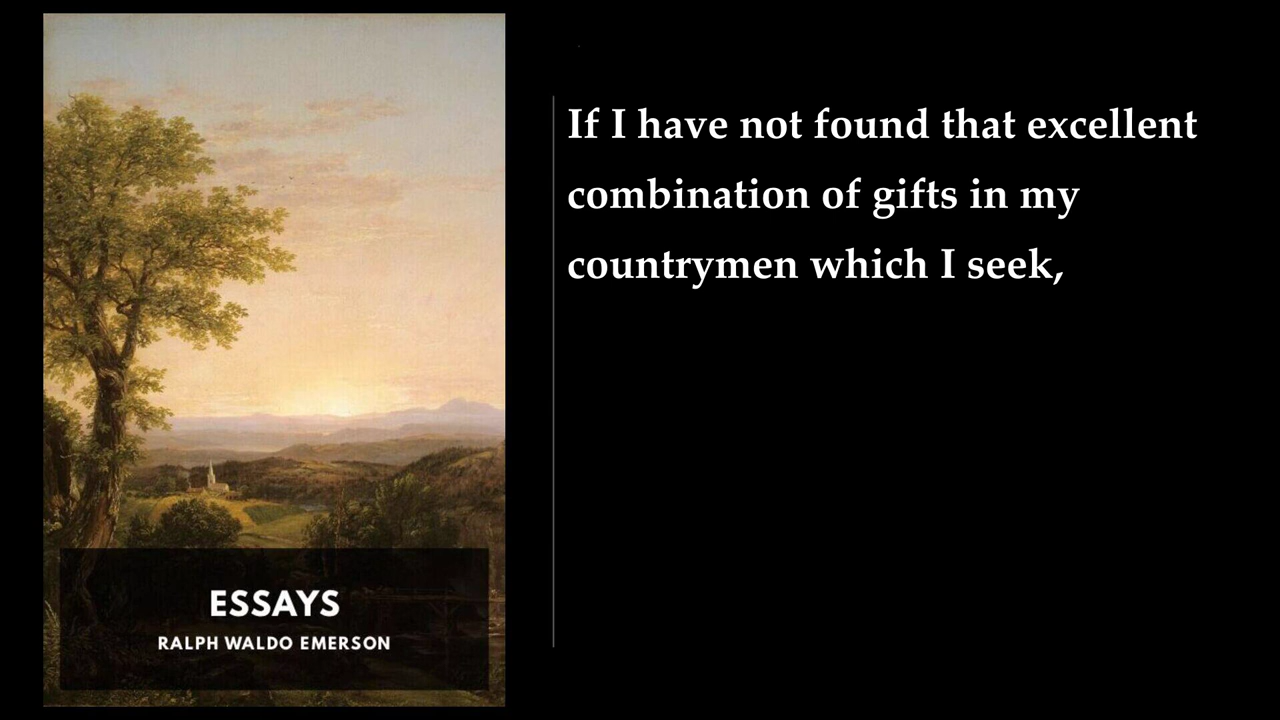 ESSAYS
RALPH WALDO EMERSON
If I have not found that excellent
combination of gifts in my
countrymen which I seek,